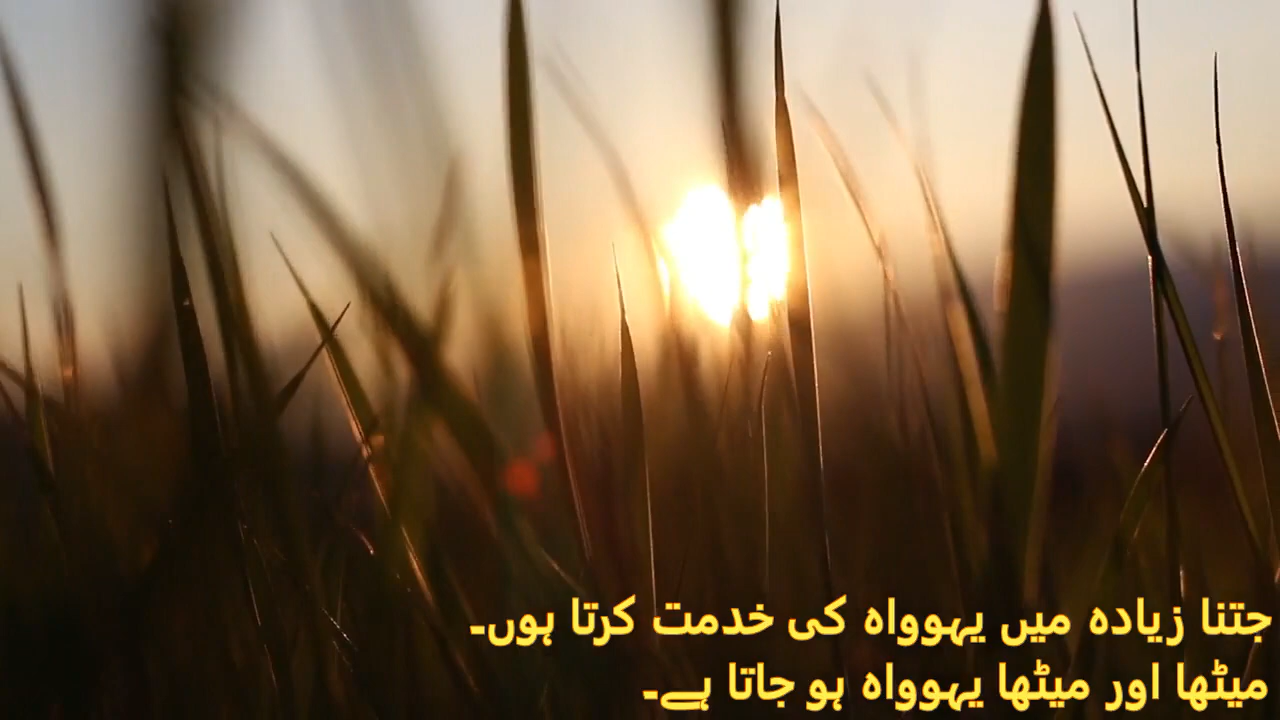 جتنا زیادہ میں یہوواہ کی خدمت کرتا ہوں۔
میٹھا اور میٹھا یہوواہ ہو جاتا ہے۔